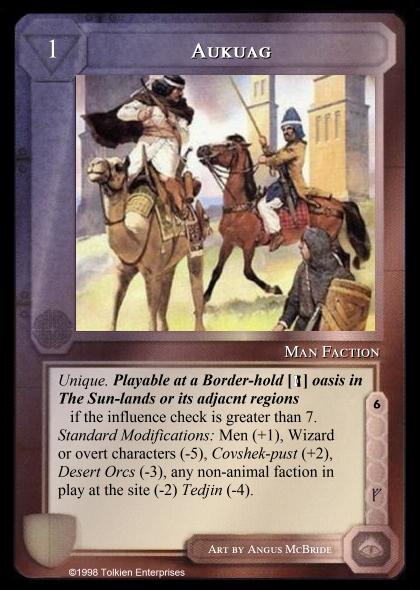 1
AUKUAG
MAN FACTION
Unique. Playable at a Border-hold [ ] oasis in
The Sun-lands or its adjacnt regions
if the influence check is greater than 7.
Standard Modifications: Men (+1), Wizard
or overt characters (-5), Covshek-pust (+2),
Desert Orcs (-3), any non-animal faction in
play at the site (-2) Tedjin (-4).
6
ᚠ
ART BY ANGUS MCBRIDE
©1998 Tolkien Enterprises